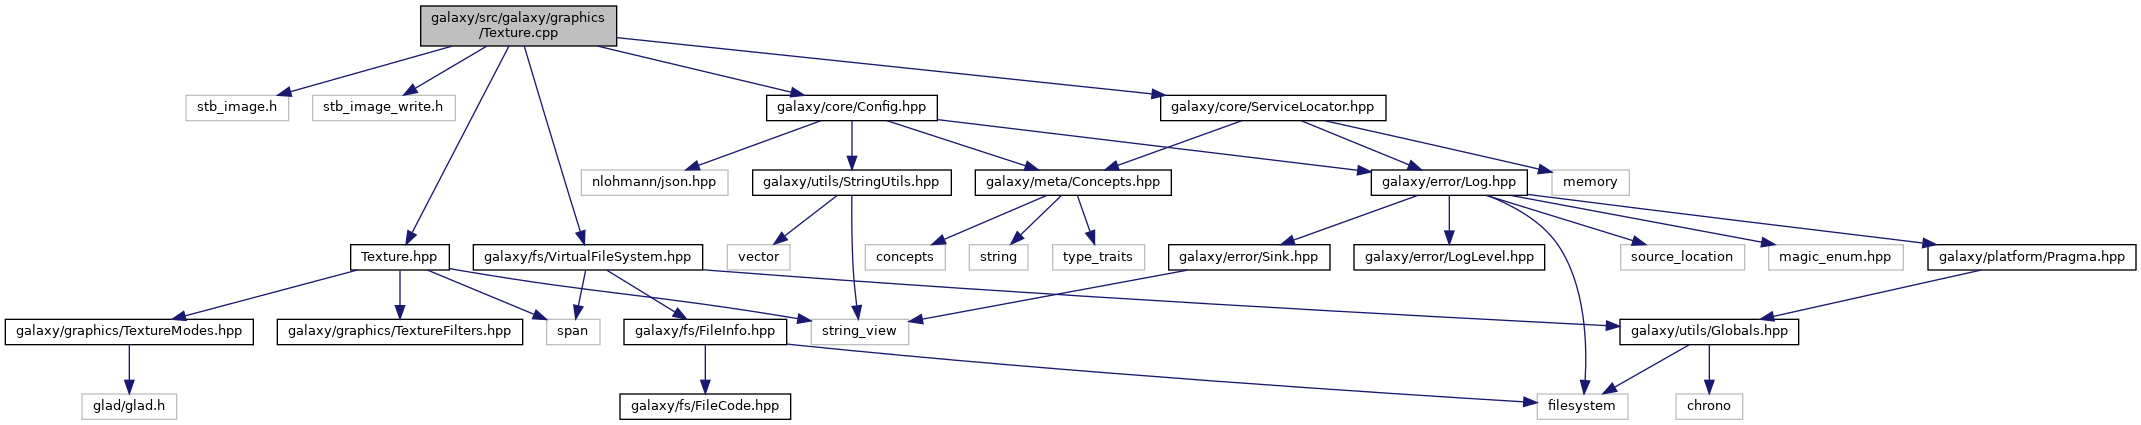 galaxy/src/galaxy/graphics
/Texture.cpp
stb_image.h
stb_image_write.h
galaxy/core/Config.hpp
galaxy/core/ServiceLocator.hpp
nlohmann/json.hpp
galaxy/utils/StringUtils.hpp
galaxy/meta/Concepts.hpp
galaxy/error/Log.hpp
memory
Texture.hpp
galaxy/fs/VirtualFileSystem.hpp
vector
concepts
string
type_traits
galaxy/error/Sink.hpp
galaxy/error/LogLevel.hpp
source_location
magic_enum.hpp
galaxy/platform/Pragma.hpp
galaxy/graphics/TextureModes.hpp
galaxy/graphics/TextureFilters.hpp
span
galaxy/fs/FileInfo.hpp
string_view
galaxy/utils/Globals.hpp
glad/glad.h
galaxy/fs/FileCode.hpp
filesystem
chrono